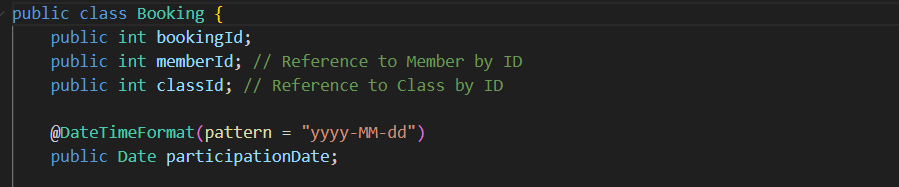 public class Booking {
public int bookingId;
public int memberId; // Reference to Member by ID
public int classId; // Reference to Class by ID
@DateTimeFormat(pattern = "yyyy-MM-dd")
public Date participationDate;